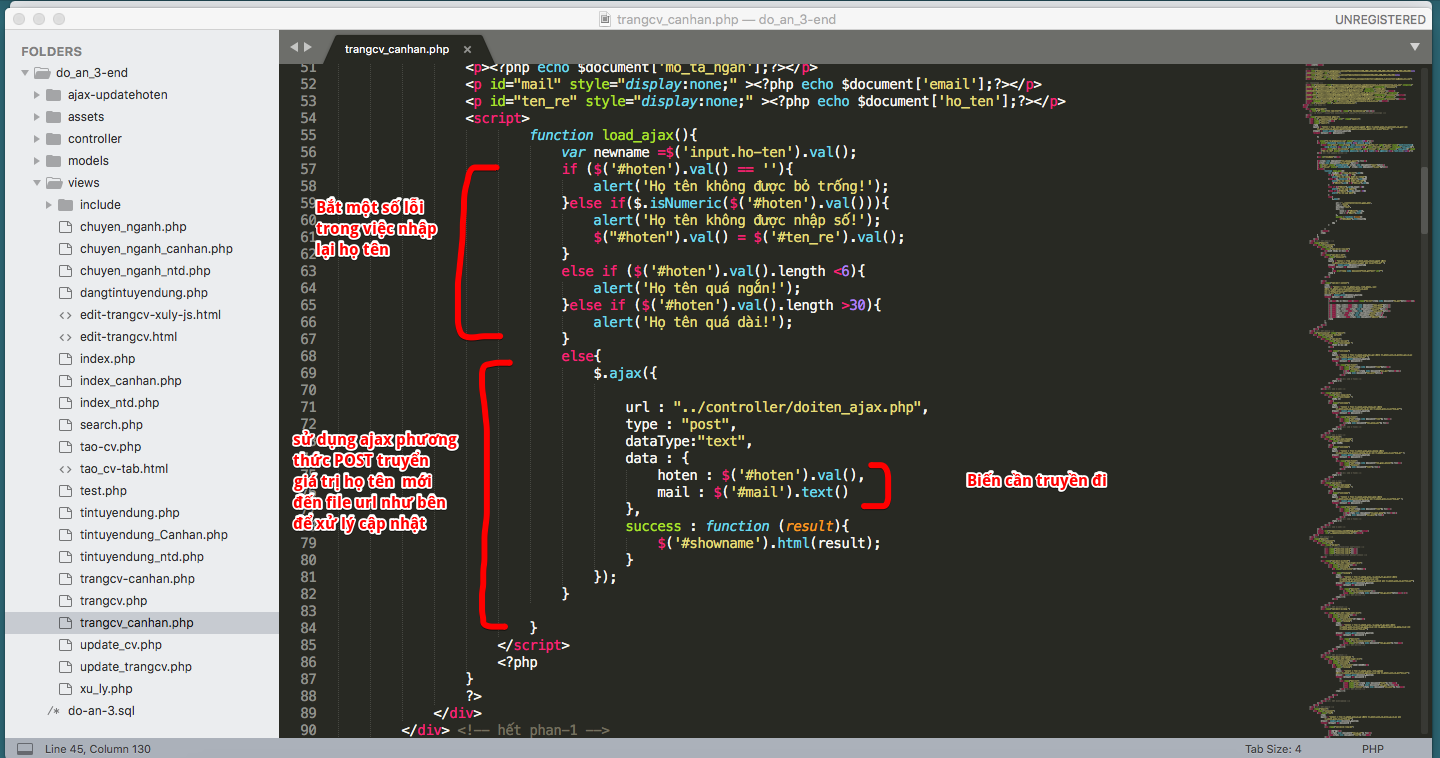 trangcv_canhan.php — do_an_3-end
UNREGISTERED
FOLDERS
do_an_3-end
ajax-updatehoten
assets
controller
models
views
include
chuyen_nganh.php
chuyen_nganh_canhan.php
chuyen_nganh_ntd.php
dangtintuyendung.php
edit-trangcv-xuly-js.html
edit-trangcv.html
index.php
index_canhan.php
index_ntd.php
search.php
tao-cv.php
tao_cv-tab.html
test.php
tintuyendung.php
tintuyendung_Canhan.php
tintuyendung_ntd.php
trangcv-canhan.php
trangcv.php
trangcv_canhan.php
update_cv.php
update_trangcv.php
xu_ly.php
/* do-an-3.sql
trangcv_canhan.php ×
51 <p><?php echo $document['mo_ta_ngan'];?></p>
52 <p id="mail" style="display:none;" ><?php echo $document['email'];?></p>
53 <p id="ten_re" style="display:none;" ><?php echo $document['ho_ten'];?></p>
54 <script>
55 function load_ajax(){
56 var newname =$('input.ho-ten').val();
57 if ($('#hoten').val() == ''){
58 alert('Họ tên không được bỏ trống!');
59 }else if($.isNumeric($('#hoten').val())){
60 alert('Họ tên không được nhập số!');
61 $("#hoten").val() = $('#ten_re').val();
62 }
63 else if ($('#hoten').val().length <6){
64 alert('Họ tên quá ngắn!');
65 }else if ($('#hoten').val().length >30){
66 alert('Họ tên quá dài!');
67 }
68 else{
69 $.ajax({
70
71 url : "../controller/doiten_ajax.php",
72 type : "post",
dataType:"text",
data : {
hoten : $('#hoten').val(),
mail : $('#mail').text()
},
success : function (result){
79 $('#showname').html(result);
80 }
81 });
82 }
83
84 }
85 </script>
86 <?php
87 }
88 ?>
89 </div>
90 </div> <!-- hết phan-1 -->
Bắt một số lỗi
trong việc nhập
lại họ tên
sử dụng ajax phương
thức POST truyển
giá trị họ tên mới
đến file url như bên
để xử lý cập nhật
Biến cần truyền đi
Line 45, Column 130
Tab Size: 4
PHP